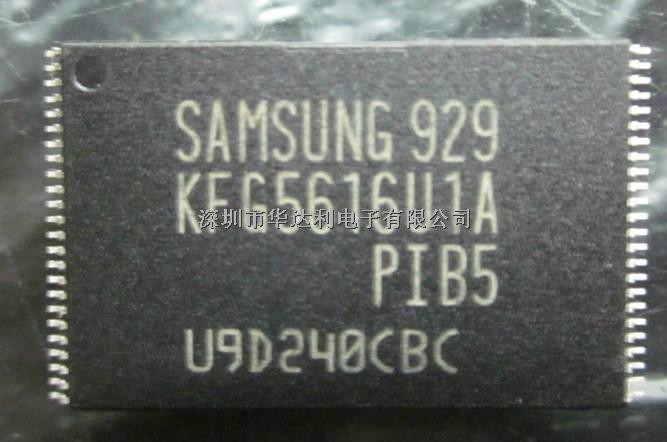 SAMSUNG 929
KFG5616U1A
深圳市华达利电子有限公司
PIB5
U9D240CBC